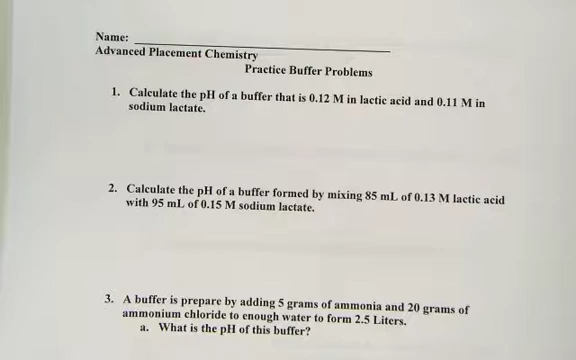 Name:
Advanced Placement Chemistry
Practice Buffer Problems
1. Calculate the pH of a buffer that is 0.12 M in lactic acid and 0.11 M in
sodium lactate.
2. Calculate the pH of a buffer formed by mixing 85 mL of 0.13 M lactic acid
with 95 mL of 0.15 M sodium lactate.
3. A buffer is prepare by adding 5 grams of ammonia and 20 grams of
ammonium chloride to enough water to form 2.5 Liters.
a. What is the pH of this buffer?